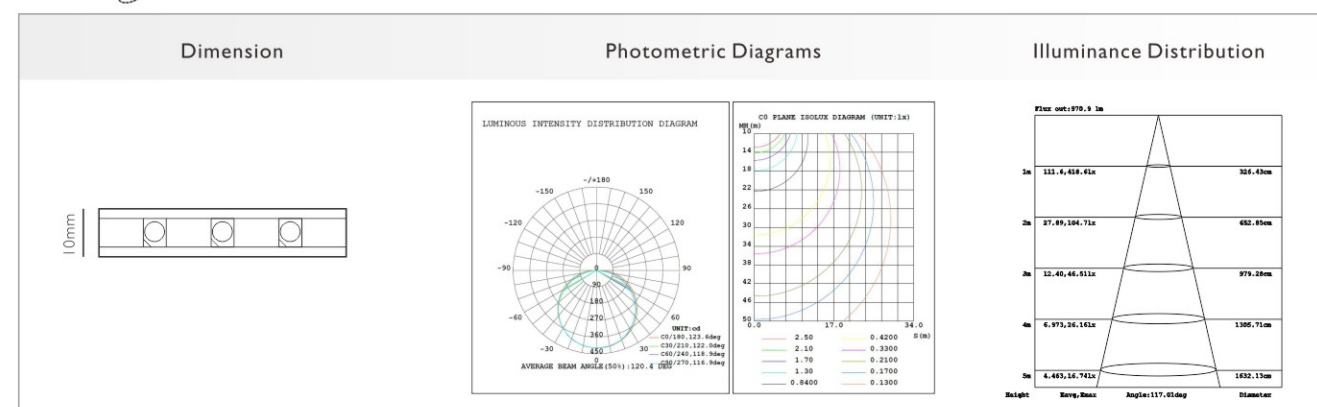 Dimension
Photometric Diagrams
Illuminance Distribution
10mm
LUMINOUS INTENSITY DISTRIBUTION DIAGRAM
-/+180
-150
150
-120
120
-90
0
90
90
180
-60
270
60
360
-30
450
30
0
UNIT:cd
C0/180,123.6deg
C30/210,122.0deg
C60/240,118.9deg
C90/270,116.9deg
AVERAGE BEAM ANGLE(50%):120.4 DEG
C0 PLANE ISOLUX DIAGRAM (UNIT:lx)
MH(m)
10
14
18
22
26
30
34
38
42
46
50
0.0
17.0
34.0
S(m)
2.50
0.4200
2.10
0.3300
1.70
0.2100
1.30
0.1700
0.8400
0.1300
Flux out:970.9 lm
1m 111.6,418.6lx 326.43cm
2m 27.89,104.7lx 652.85cm
3m 12.40,46.51lx 979.28cm
4m 6.973,26.16lx 1305.71cm
5m 4.463,16.74lx 1632.13cm
Height Eavg,Emax Angle:117.01deg Diameter